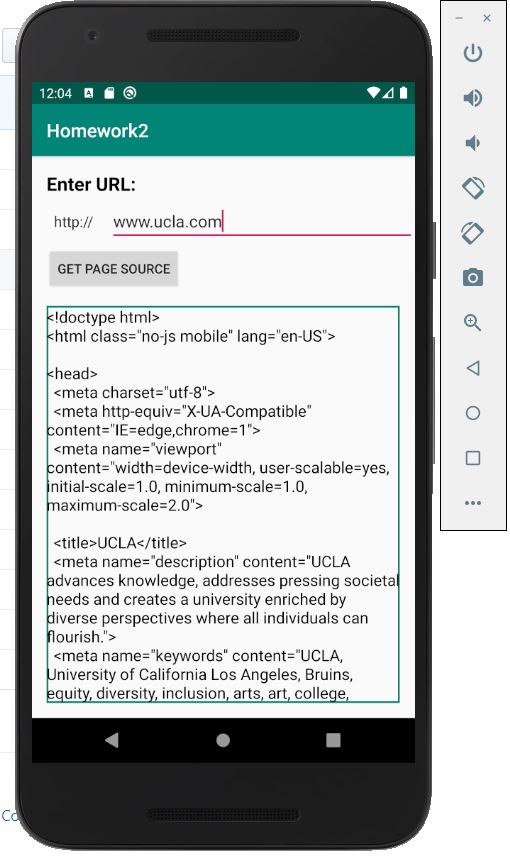 12:04
Homework2
Enter URL:
http:// www.ucla.com
GET PAGE SOURCE
<!doctype html>
<html class="no-js mobile" lang="en-US">
<head>
<meta charset="utf-8">
<meta http-equiv="X-UA-Compatible"
content="IE=edge,chrome=1">
<meta name="viewport"
content="width=device-width, user-scalable=yes,
initial-scale=1.0, minimum-scale=1.0,
maximum-scale=2.0">
<title>UCLA</title>
<meta name="description" content="UCLA
advances knowledge, addresses pressing societal
needs and creates a university enriched by
diverse perspectives where all individuals can
flourish.">
<meta name="keywords" content="UCLA,
University of California Los Angeles, Bruins,
equity, diversity, inclusion, arts, art, college,
Co